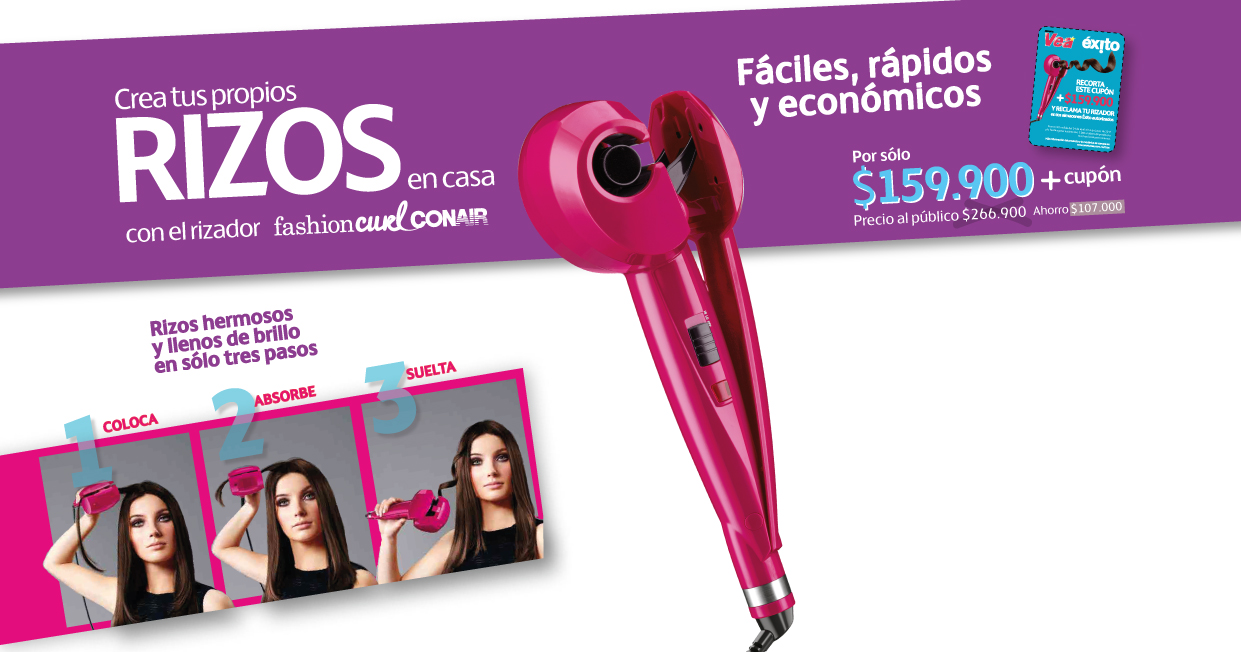 Crea tus propios
RIZOS en casa
con el rizador fashion curl CONAIR
Fáciles, rápidos
y económicos
Vea éxito
RECORTA
ESTE CUPÓN
+$159.900
Y RECLAMA TU RIZADOR
Por sólo
$159.900 + cupón
Precio al público $266.900 Ahorro $107.000
Rizos hermosos
y llenos de brillo
en sólo tres pasos
1 COLOCA
2 ABSORBE
3 SUELTA